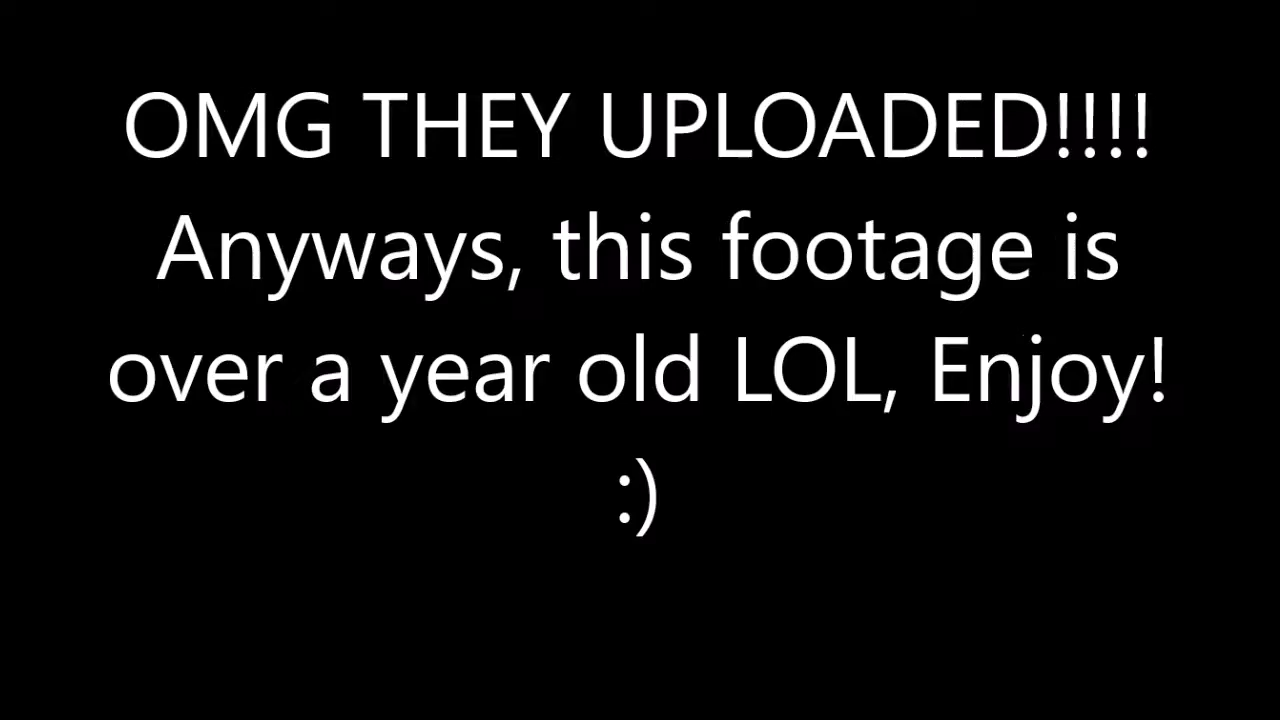 OMG THEY UPLOADED!!!!
Anyways, this footage is
over a year old LOL, Enjoy!
:)